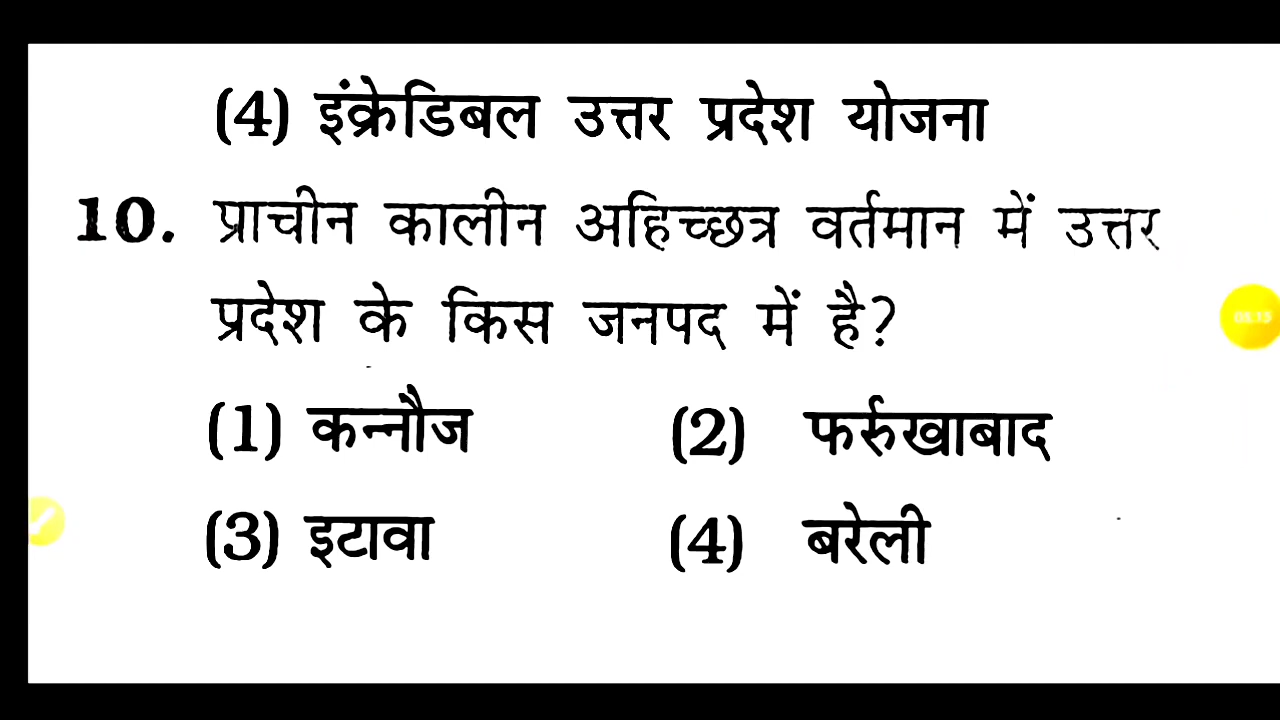 (4) इंक्रेडिबल उत्तर प्रदेश योजना
10. प्राचीन कालीन अहिच्छत्र वर्तमान में उत्तर
प्रदेश के किस जनपद में है?
(1) कन्नौज (2) फर्रुखाबाद
(3) इटावा (4) बरेली